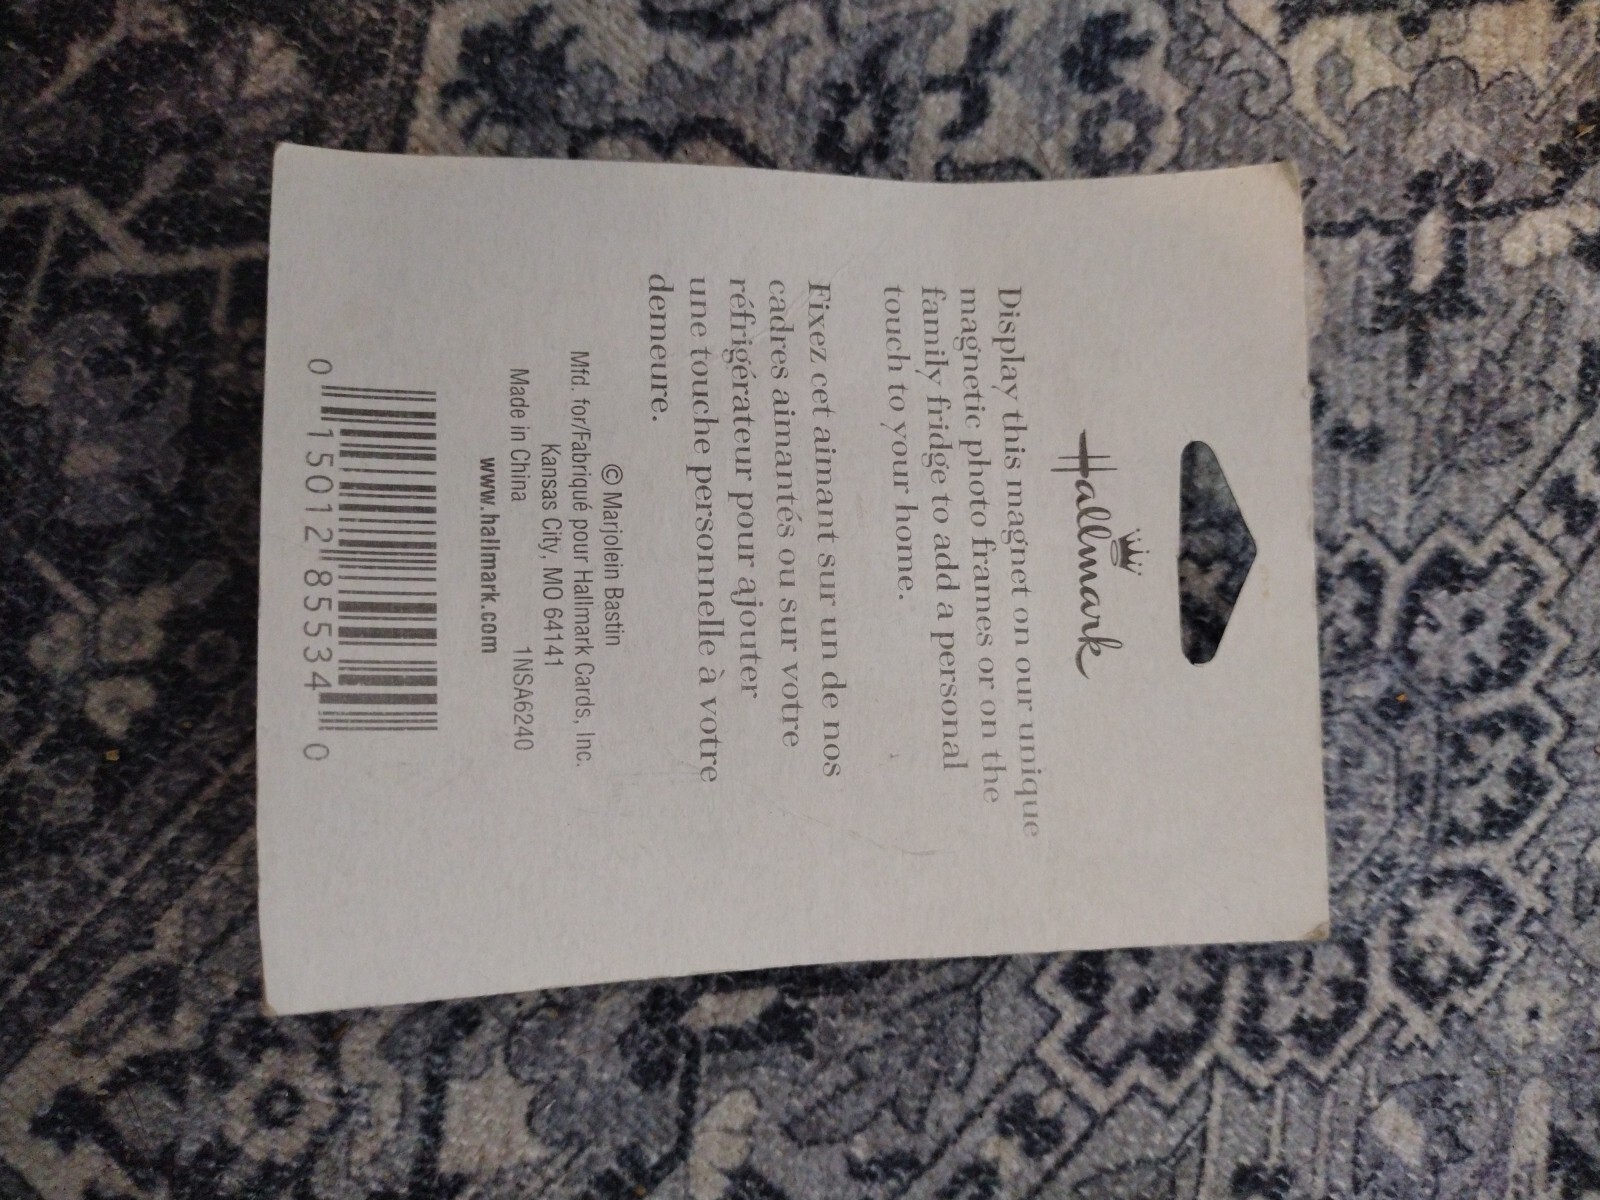 Hallmark
Display this magnet on our unique
magnetic photo frames or on the
family fridge to add a personal
touch to your home.
Fixez cet aimant sur un de nos
cadres aimantés ou sur votre
réfrigérateur pour ajouter
une touche personnelle à votre
demeure.
© Marjolein Bastin
Mfd. for/Fabriqué pour Hallmark Cards, Inc.
Kansas City, MO 64141
Made in China 1NSA6240
www.hallmark.com
0 15012 85534 0